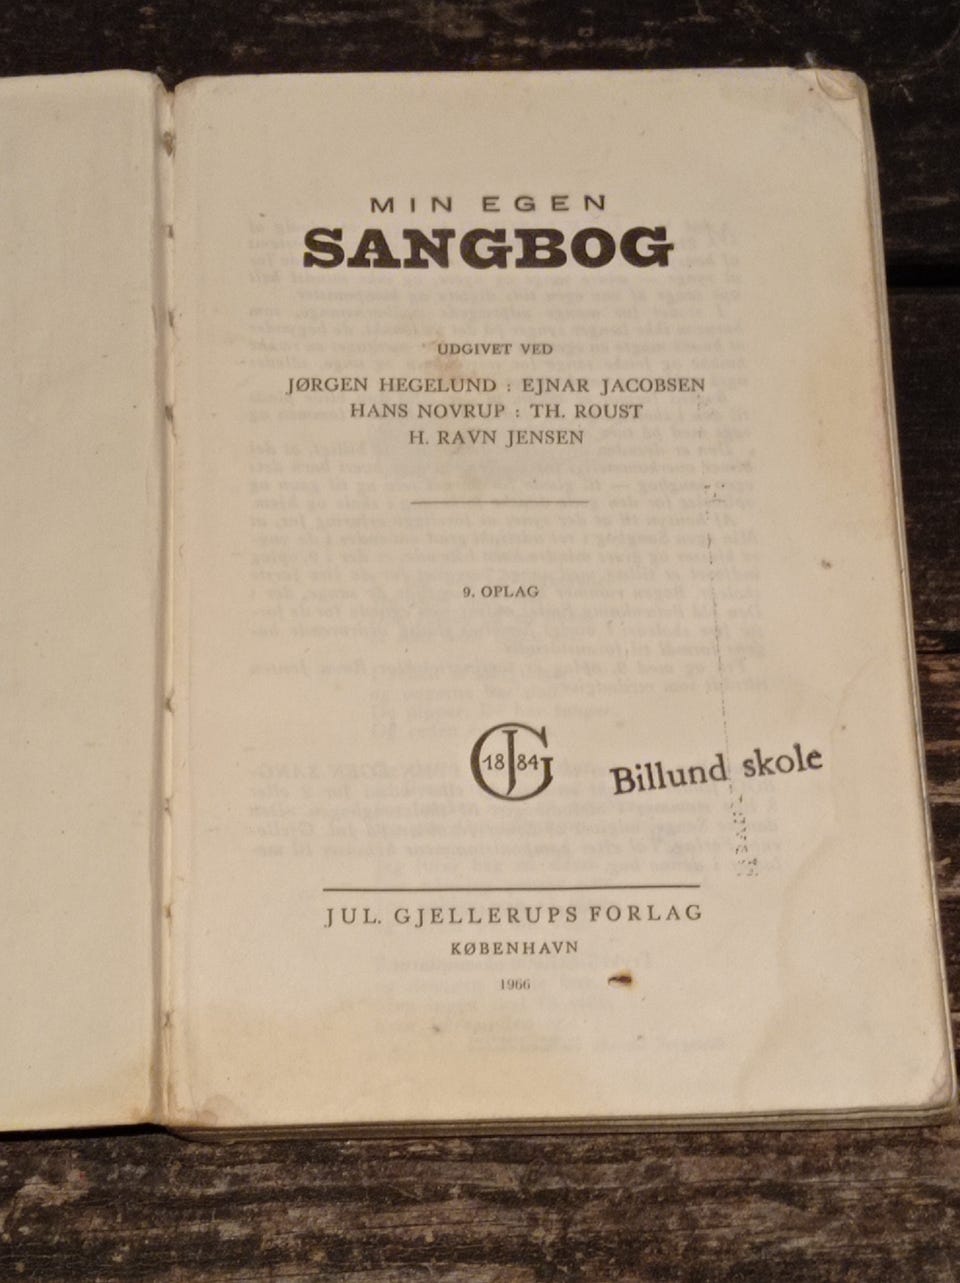 MIN EGEN
SANGBOG
UDGIVET VED
JØRGEN HEGELUND : EJNAR JACOBSEN
HANS NOVRUP : TH. ROUST
H. RAVN JENSEN
9. OPLAG
18 JG 84
Billund skole
JUL. GJELLERUPS FORLAG
KØBENHAVN
1966